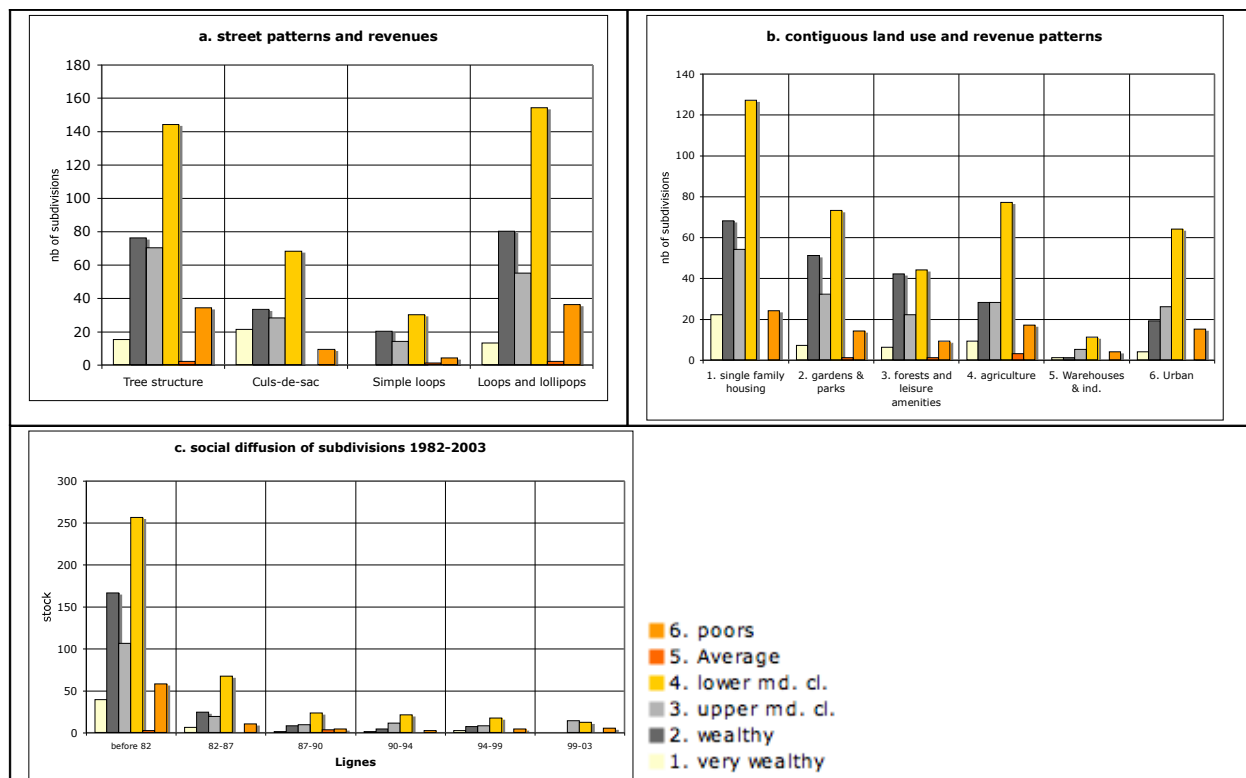 a. street patterns and revenues
180
160
140
120
100
80
60
40
20
0
nb of subdivisions
Tree structure
Culs-de-sac
Simple loops
Loops and lollipops
b. contiguous land use and revenue patterns
140
120
100
80
60
40
20
0
nb of subdivisions
1. single family
housing
2. gardens &
parks
3. forests and
leisure
amenities
4. agriculture
5. Warehouses
& ind.
6. Urban
c. social diffusion of subdivisions 1982-2003
300
250
200
150
100
50
0
stock
before 82
82-87
87-90
90-94
94-99
99-03
Lignes
6. poors
5. Average
4. lower md. cl.
3. upper md. cl.
2. wealthy
1. very wealthy